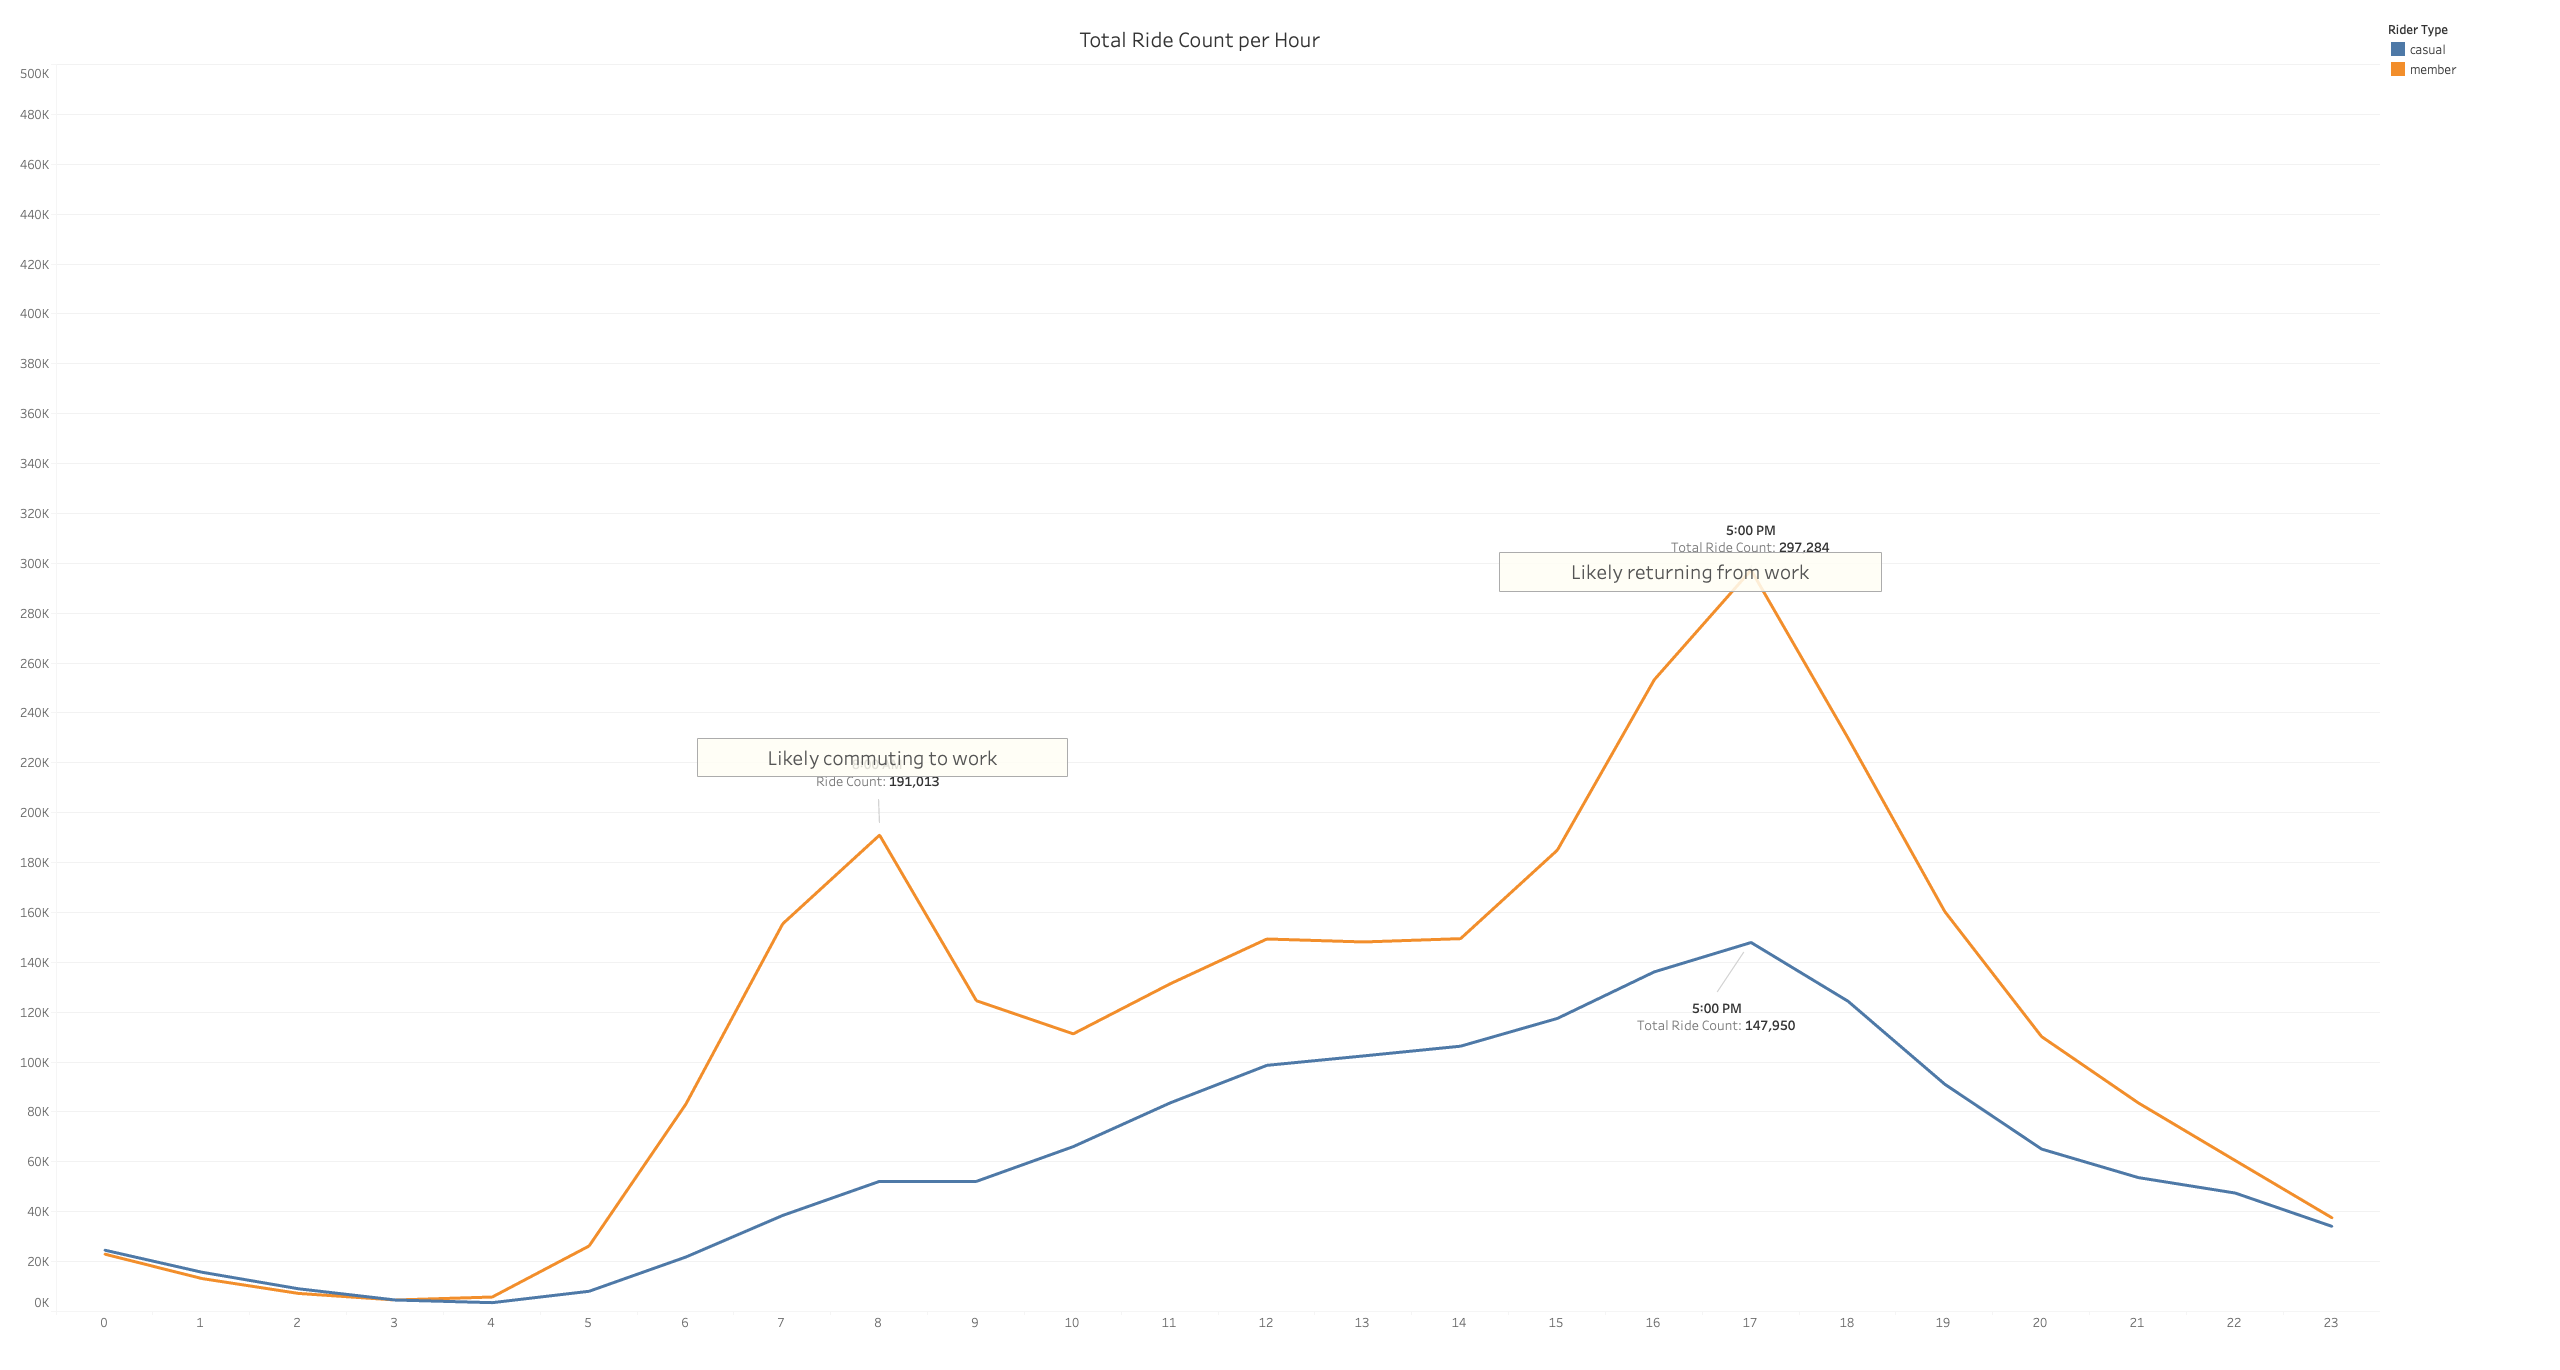 Total Ride Count per Hour
Rider Type
casual
member
500K
480K
460K
440K
420K
400K
380K
360K
340K
320K
300K
280K
260K
240K
220K
200K
180K
160K
140K
120K
100K
80K
60K
40K
20K
0K
5:00 PM
Total Ride Count: 297,284
Likely returning from work
Likely commuting to work
Ride Count: 191,013
5:00 PM
Total Ride Count: 147,950
0 1 2 3 4 5 6 7 8 9 10 11 12 13 14 15 16 17 18 19 20 21 22 23